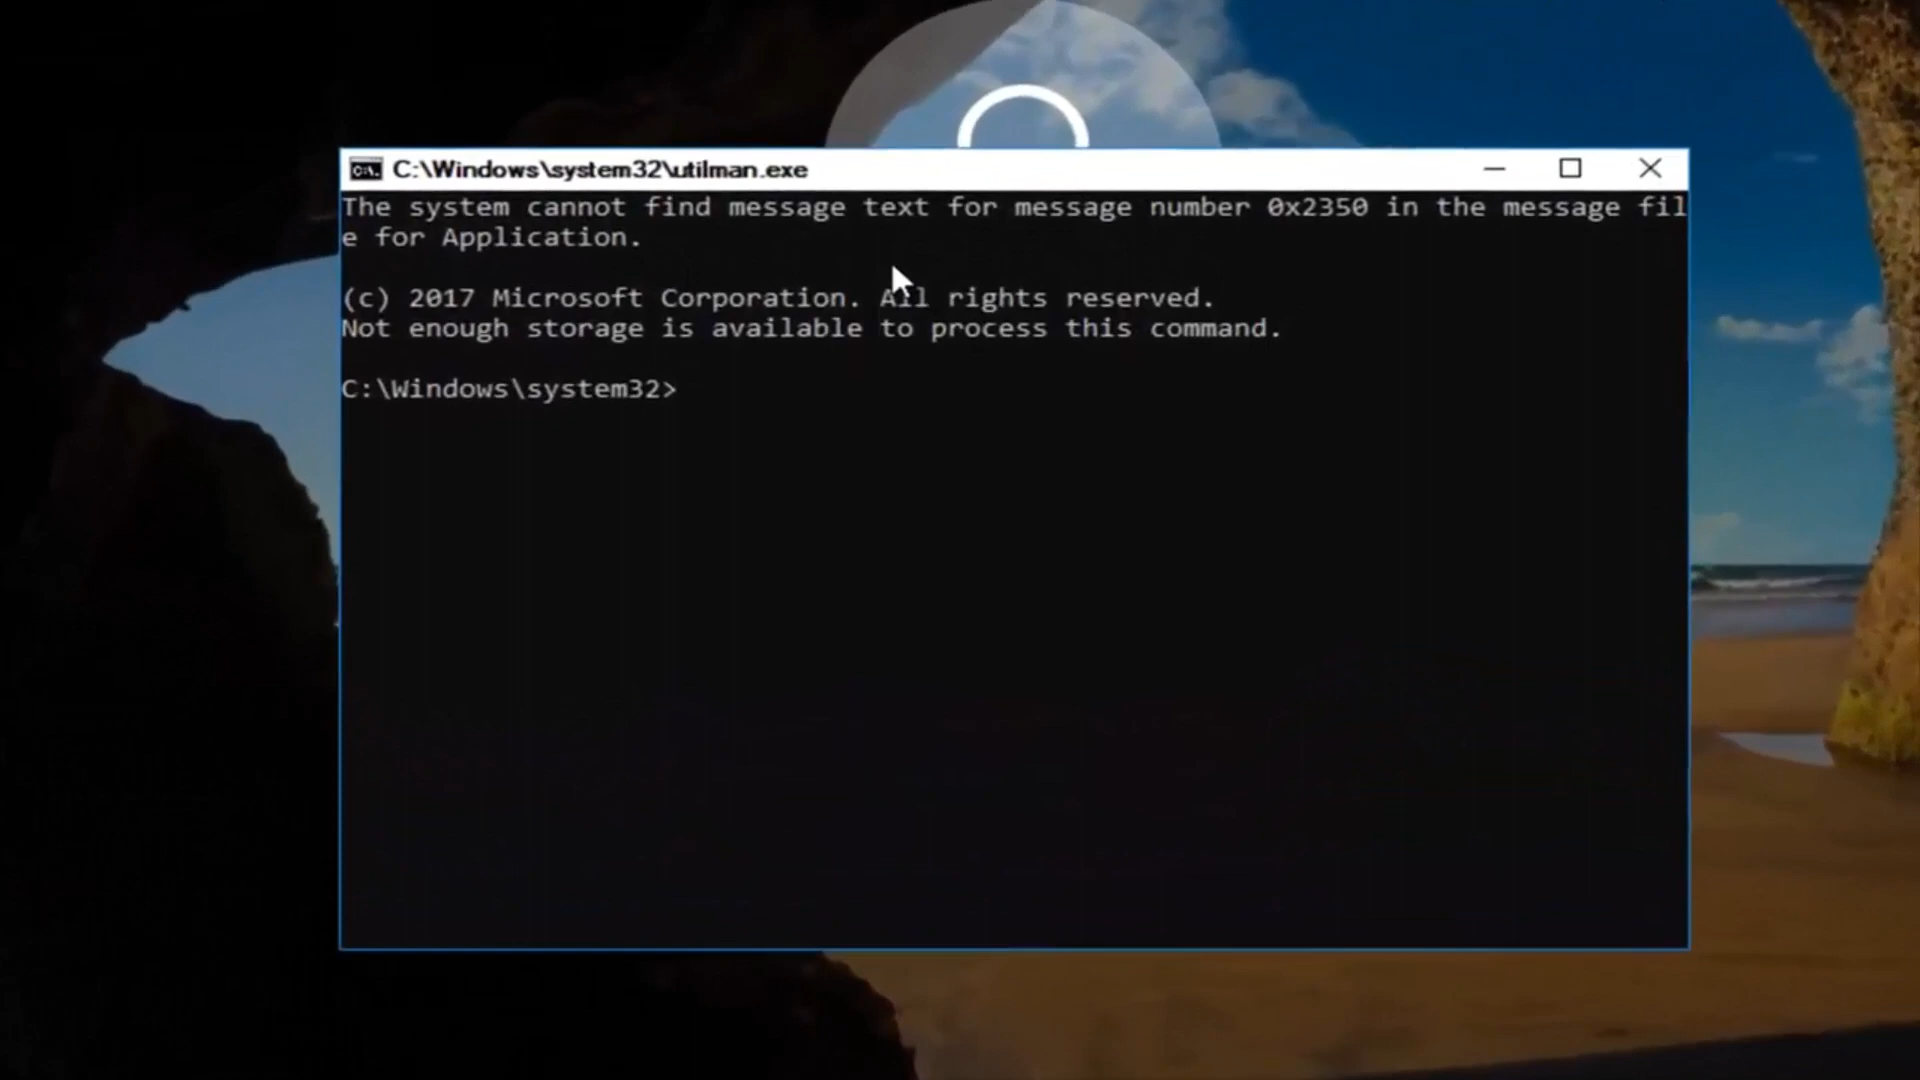 C:\Windows\system32\utilman.exe
The system cannot find message text for message number 0x2350 in the message fil
e for Application.
(c) 2017 Microsoft Corporation. All rights reserved.
Not enough storage is available to process this command.
C:\Windows\system32>